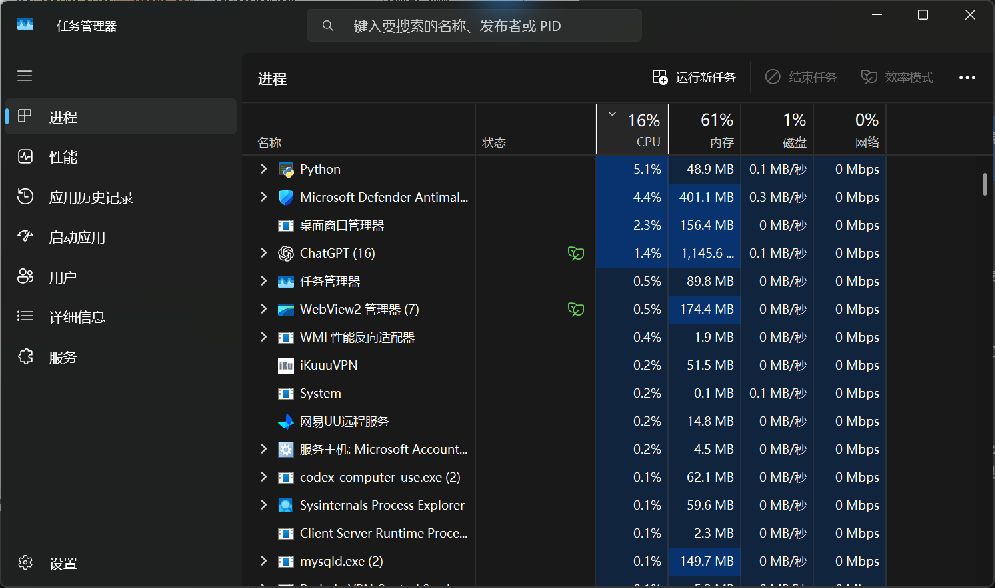 任务管理器
键入要搜索的名称、发布者或 PID
进程
运行新任务
结束任务
效率模式
进程
性能
应用历史记录
启动应用
用户
详细信息
服务
设置
16% 61% 1% 0%
名称 状态 CPU 内存 磁盘 网络
Python 5.1% 48.9 MB 0.1 MB/秒 0 Mbps
Microsoft Defender Antimal... 4.4% 401.1 MB 0.3 MB/秒 0 Mbps
桌面窗口管理器 2.3% 156.4 MB 0 MB/秒 0 Mbps
ChatGPT (16) 1.4% 1,145.6 ... 0.1 MB/秒 0 Mbps
任务管理器 0.5% 89.8 MB 0 MB/秒 0 Mbps
WebView2 管理器 (7) 0.5% 174.4 MB 0 MB/秒 0 Mbps
WMI 性能反向适配器 0.4% 1.9 MB 0 MB/秒 0 Mbps
iKuu iKuuuVPN 0.2% 51.5 MB 0 MB/秒 0 Mbps
System 0.2% 0.1 MB 0.1 MB/秒 0 Mbps
网易UU远程服务 0.2% 14.8 MB 0 MB/秒 0 Mbps
服务主机: Microsoft Account... 0.2% 4.5 MB 0 MB/秒 0 Mbps
codex-computer-use.exe (2) 0.1% 62.1 MB 0 MB/秒 0 Mbps
Sysinternals Process Explorer 0.1% 59.6 MB 0 MB/秒 0 Mbps
Client Server Runtime Proce... 0.1% 2.3 MB 0 MB/秒 0 Mbps
mysqld.exe (2) 0.1% 149.7 MB 0 MB/秒 0 Mbps